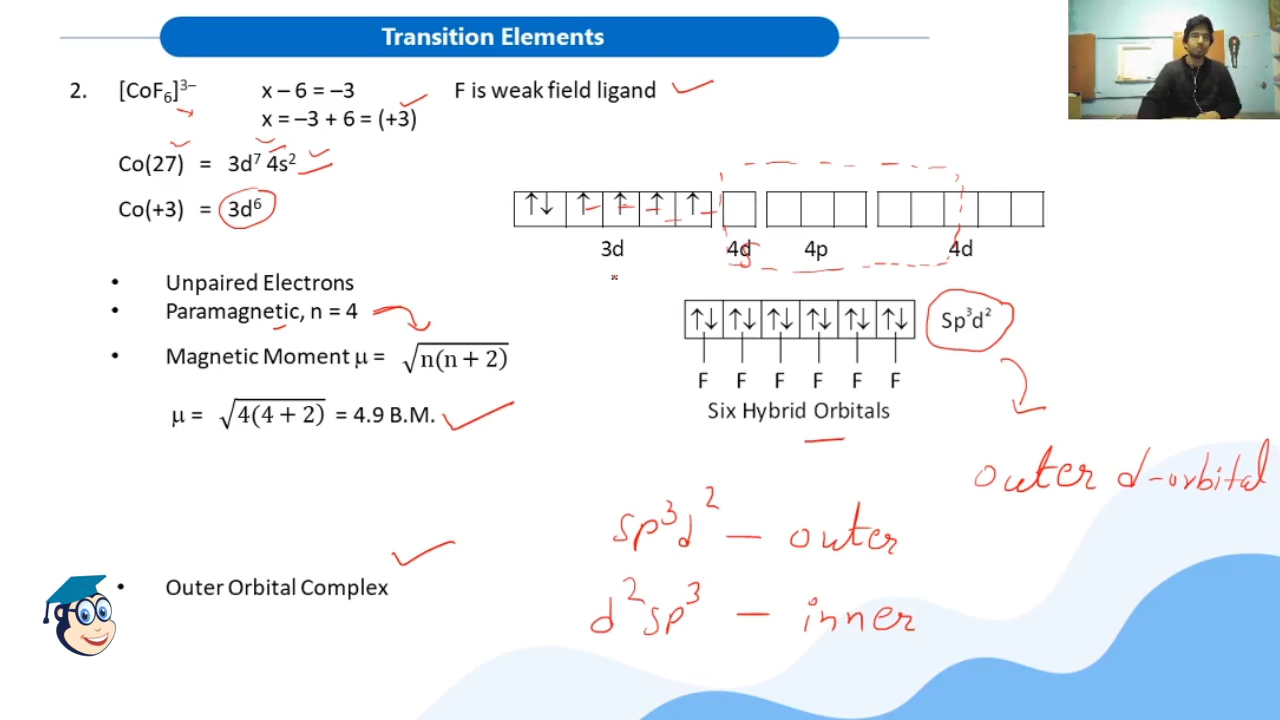 Transition Elements
2. [CoF₆]³⁻ x – 6 = –3 F is weak field ligand
x = –3 + 6 = (+3)
Co(27) = 3d⁷ 4s²
Co(+3) = 3d⁶
↑↓ ↑ ↑ ↑ ↑
3d 4d s 4p 4d
• Unpaired Electrons
• Paramagnetic, n = 4
↑↓ ↑↓ ↑↓ ↑↓ ↑↓ ↑↓ Sp³d²
• Magnetic Moment μ = √n(n + 2)
F F F F F F
μ = √4(4 + 2) = 4.9 B.M.
Six Hybrid Orbitals
outer d-orbital
sp³d² – outer
• Outer Orbital Complex
d²sp³ – inner